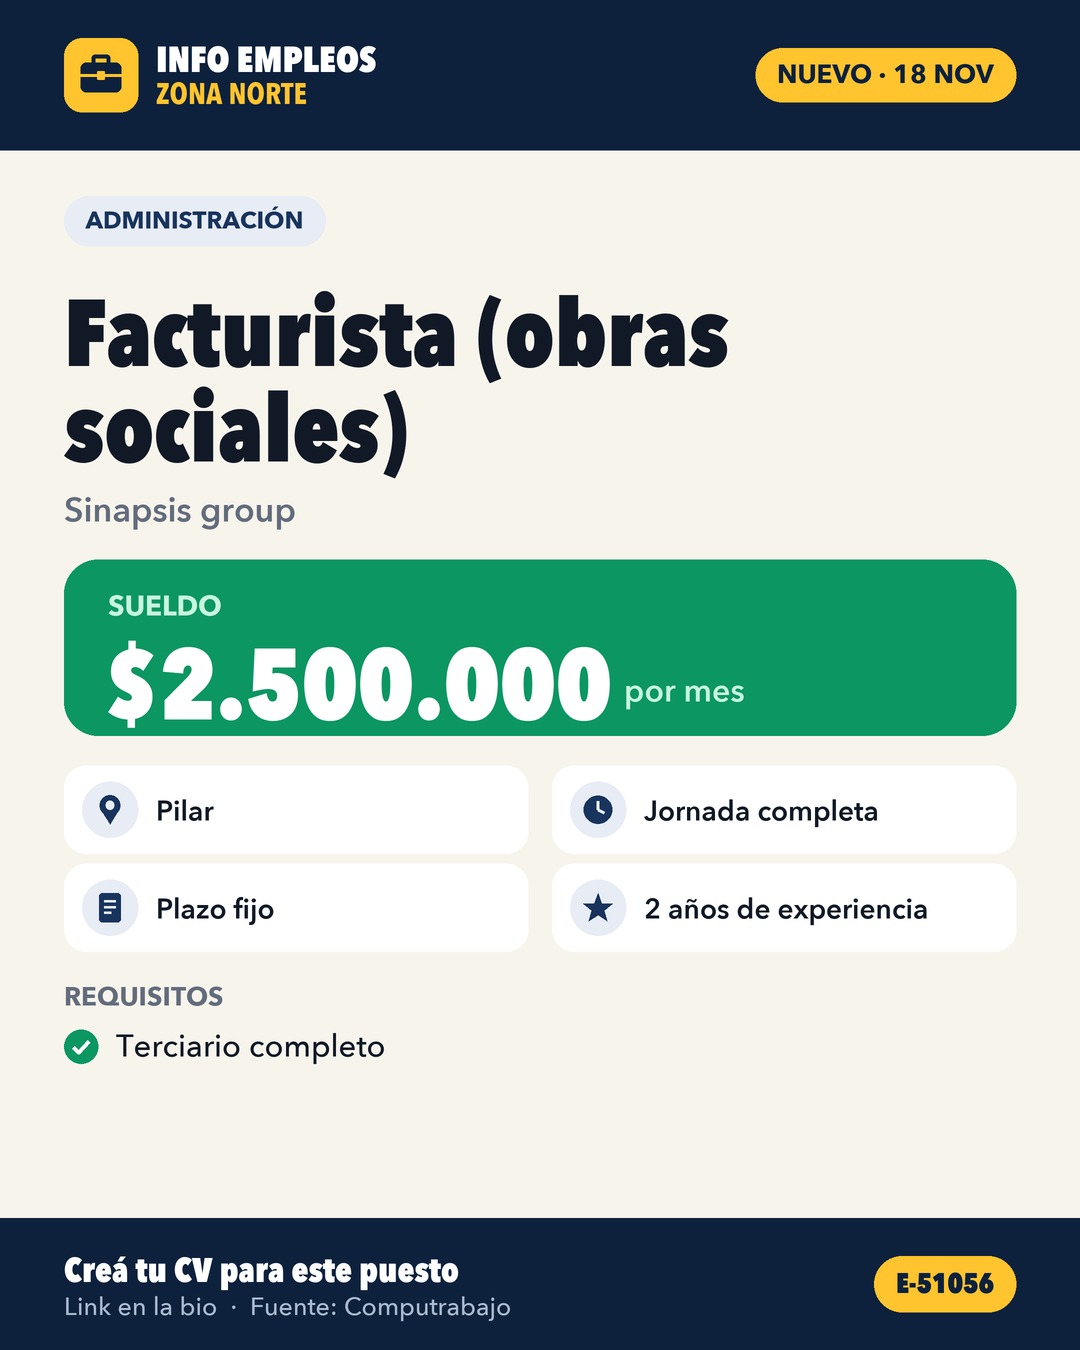 INFO EMPLEOS
ZONA NORTE
NUEVO · 18 NOV
ADMINISTRACIÓN
Facturista (obras
sociales)
Sinapsis group
SUELDO
$2.500.000 por mes
Pilar
Jornada completa
Plazo fijo
2 años de experiencia
REQUISITOS
Terciario completo
Creá tu CV para este puesto
Link en la bio · Fuente: Computrabajo
E-51056